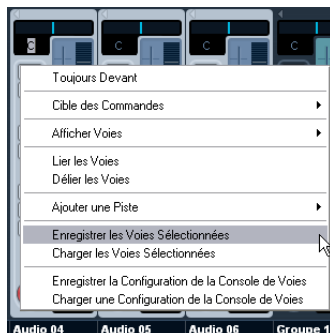 C C C C
Toujours Devant
Cible des Commandes
Afficher Voies
Lier les Voies
Délier les Voies
Ajouter une Piste
Enregistrer les Voies Sélectionnées
Charger les Voies Sélectionnées
Enregistrer la Configuration de la Console de Voies
Charger une Configuration de la Console de Voies
Audio 04 Audio 05 Audio 06 Groupe 1